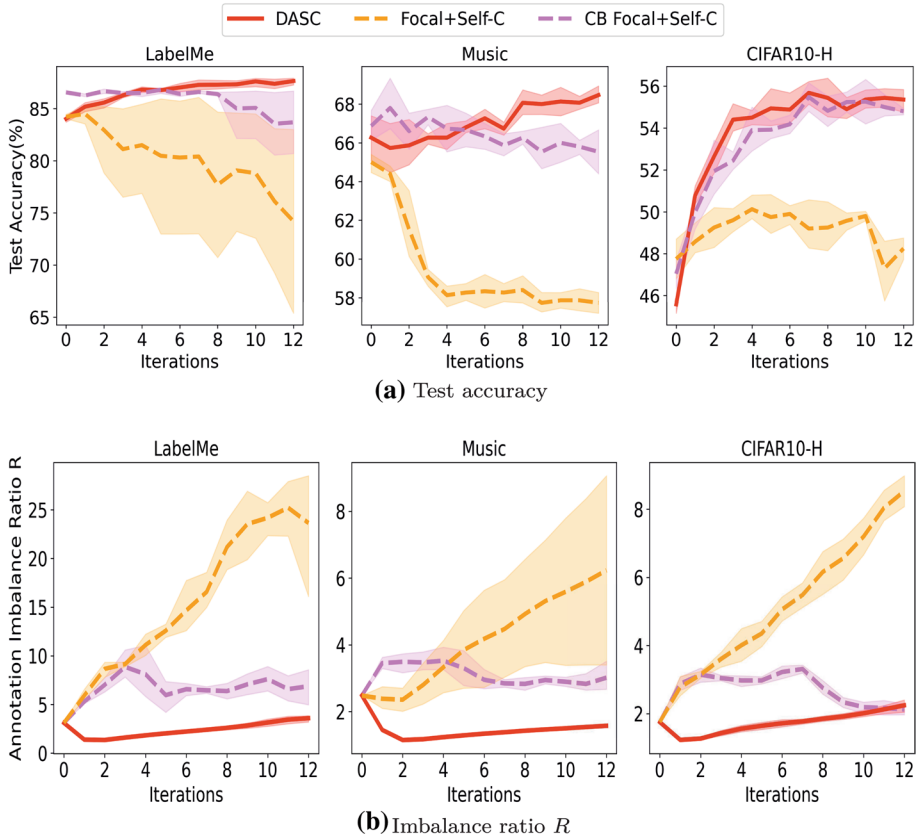 DASC Focal+Self-C CB Focal+Self-C
LabelMe Music CIFAR10-H
Test Accuracy(%)
85
80
75
70
65
68
66
64
62
60
58
56
54
52
50
48
46
0 2 4 6 8 10 12 0 2 4 6 8 10 12 0 2 4 6 8 10 12
Iterations Iterations Iterations
(a) Test accuracy
LabelMe Music CIFAR10-H
Annotation Imbalance Ratio R
25
20
15
10
5
0
8
6
4
2
8
6
4
2
0 2 4 6 8 10 12 0 2 4 6 8 10 12 0 2 4 6 8 10 12
Iterations Iterations Iterations
(b) Imbalance ratio R